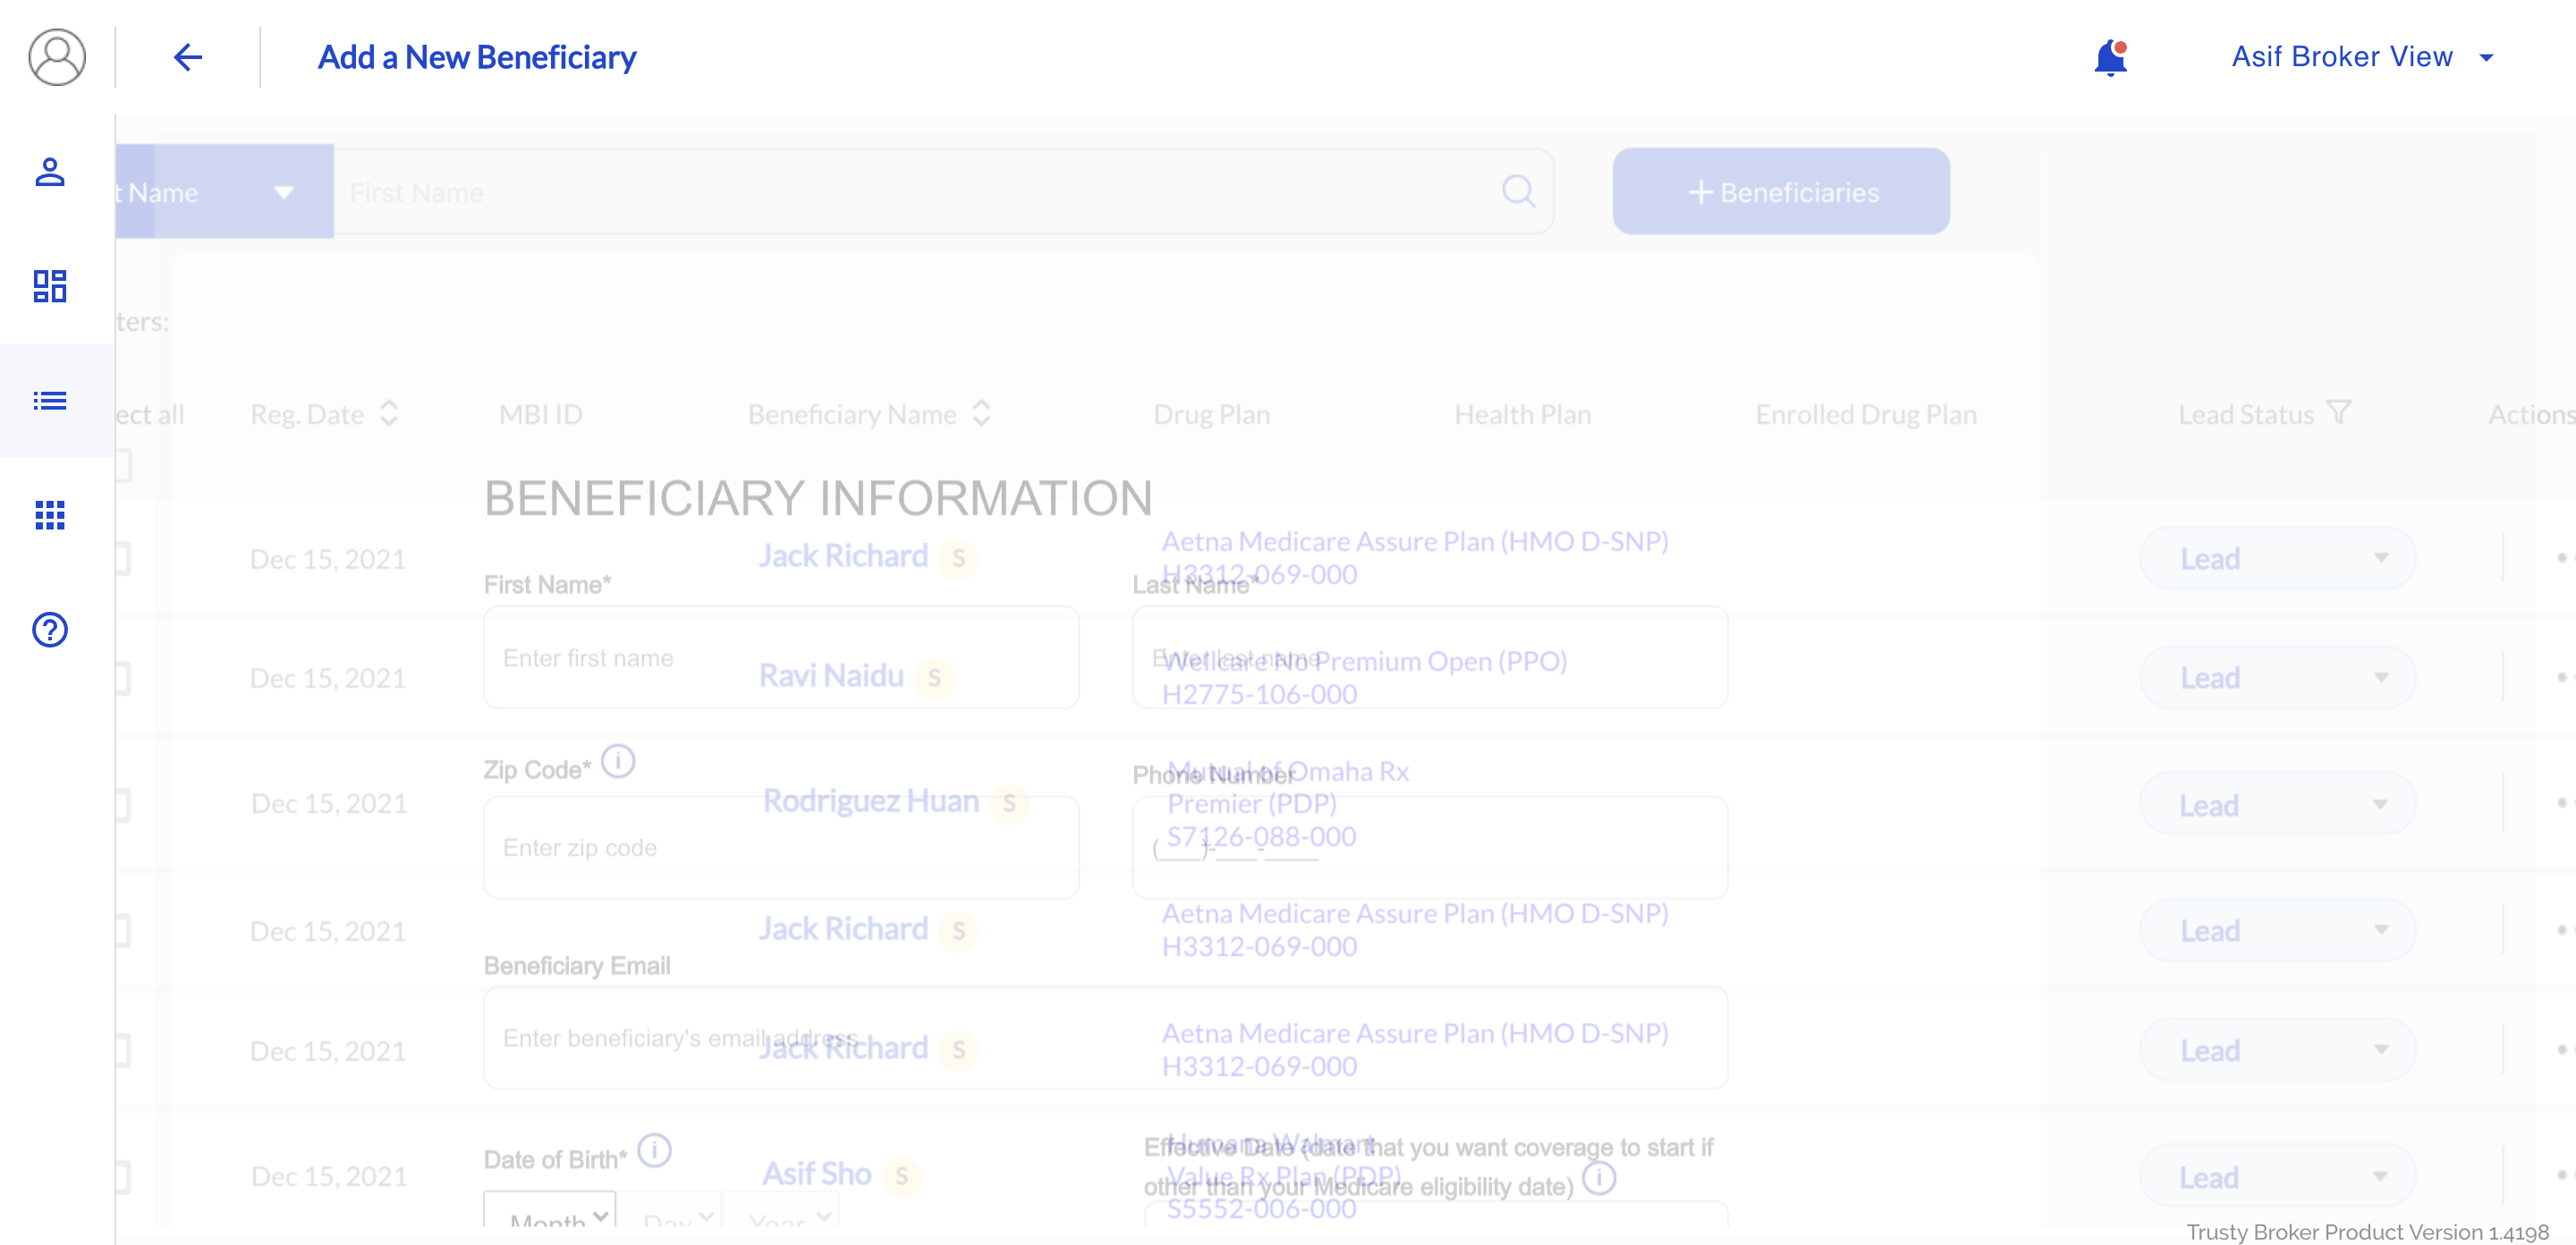 Add a New Beneficiary
Asif Broker View
t Name
First Name
+ Beneficiaries
ters:
ect all Reg. Date MBI ID Beneficiary Name Drug Plan Health Plan Enrolled Drug Plan Lead Status Actions
BENEFICIARY INFORMATION
Dec 15, 2021 Jack Richard S Aetna Medicare Assure Plan (HMO D-SNP) Lead
H3312-069-000
First Name* Last Name*
Enter first name Enter last name
Dec 15, 2021 Ravi Naidu S Wellcare No Premium Open (PPO) Lead
H2775-106-000
Zip Code* i Phone Number
Mutual of Omaha Rx
Dec 15, 2021 Rodriguez Huan S Premier (PDP) Lead
S7126-088-000
Enter zip code (___)-___-____
Dec 15, 2021 Jack Richard S Aetna Medicare Assure Plan (HMO D-SNP) Lead
H3312-069-000
Beneficiary Email
Enter beneficiary's email address
Dec 15, 2021 Jack Richard S Aetna Medicare Assure Plan (HMO D-SNP) Lead
H3312-069-000
Date of Birth* i Effective Date (date that you want coverage to start if
other than your Medicare eligibility date) i
Humana Walmart
Dec 15, 2021 Asif Sho S Value Rx Plan (PDP) Lead
S5552-006-000
Month Day Year
Trusty Broker Product Version 1.4198